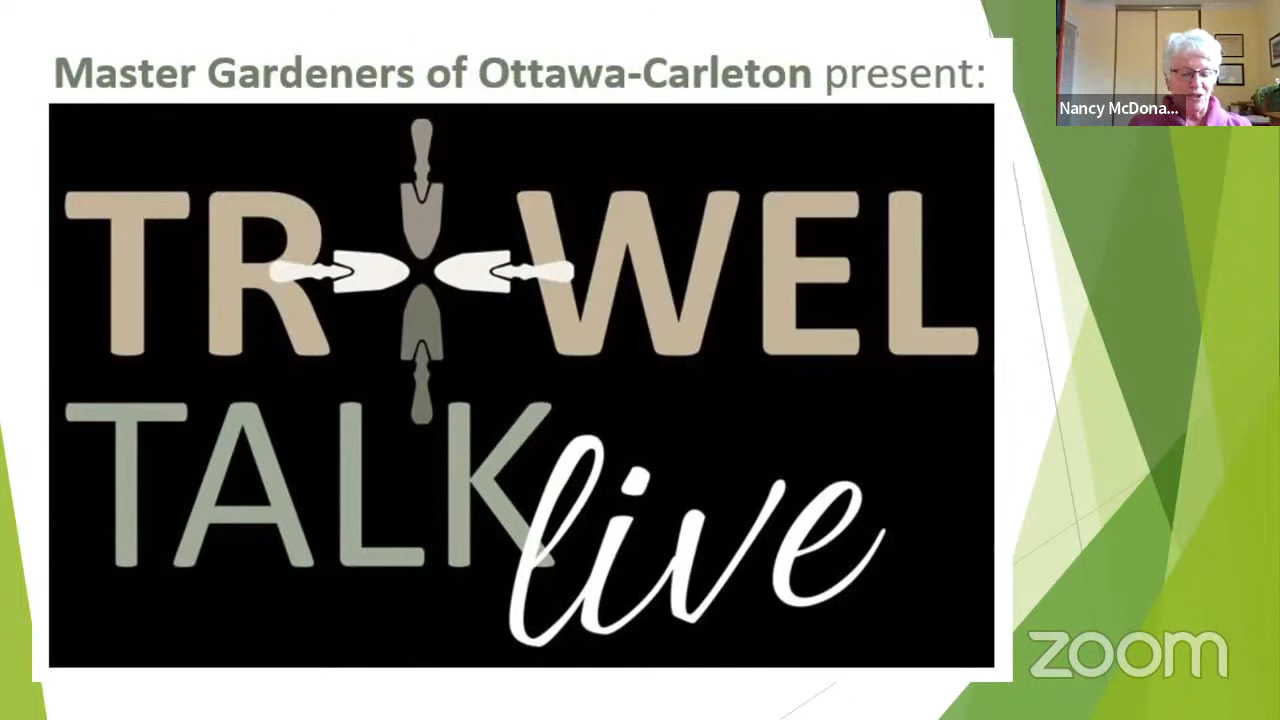 Master Gardeners of Ottawa-Carleton present:
Nancy McDona...
TROWEL
TALK
live
zoom